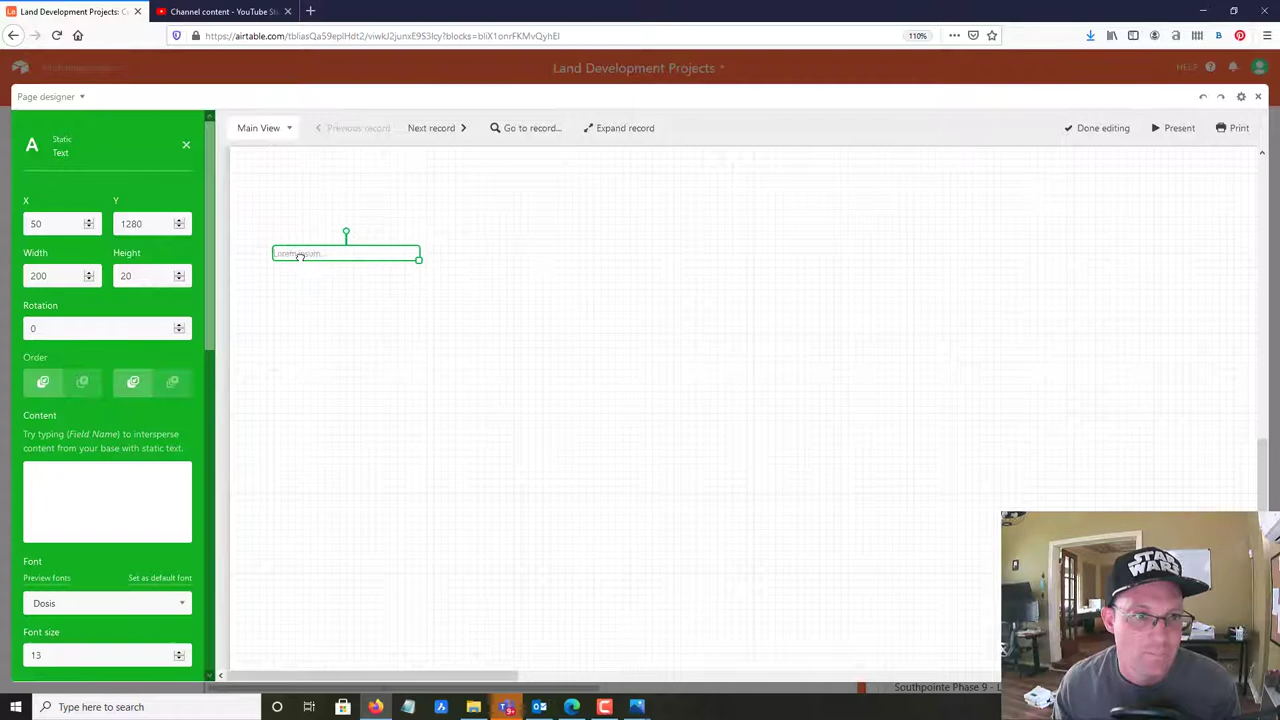 Land Development Projects: C
Channel content - YouTube St
https://airtable.com/tbliasQa59eplHdt2/viwkJ2junxE9S3Icy?blocks=bliX1onrFKMvQyhEI
110%
Land Development Projects
HELP
Page designer
Static
Text
Main View
Previous record
Next record
Go to record...
Expand record
Done editing
Present
Print
X
Y
50
1280
Width
Height
200
20
Lorem ipsum...
Rotation
0
Order
Content
Try typing {Field Name} to intersperse
content from your base with static text.
Font
Preview fonts
Set as default font
Dosis
Font size
13
STAR
WARS
Southpointe Phase 9 - L
Type here to search